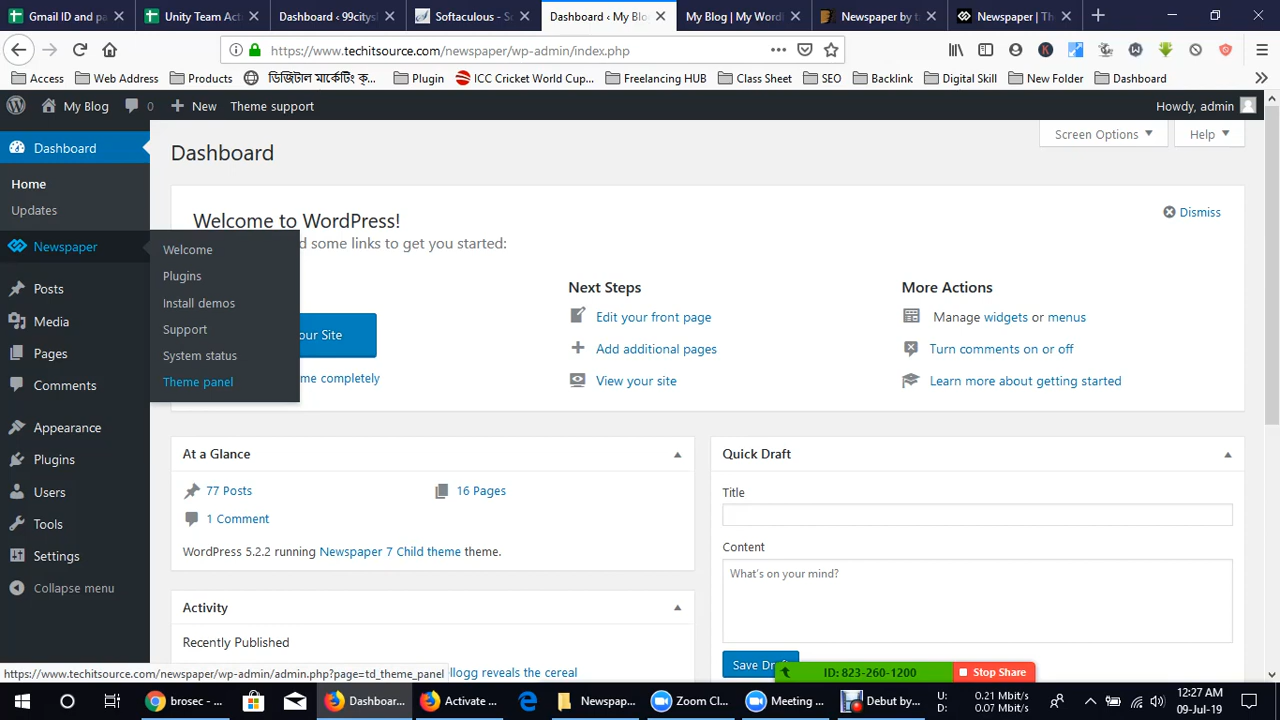 Gmail ID and pa
Unity Team Act
Dashboard ‹ 99citys
Softaculous - So
Dashboard ‹ My Blo
My Blog | My Wor
Newspaper by t
Newspaper | Th
https://www.techitsource.com/newspaper/wp-admin/index.php
Access
Web Address
Products
ডিজিটাল মার্কেটিং কৃ...
Plugin
ICC Cricket World Cup...
Freelancing HUB
Class Sheet
SEO
Backlink
Digital Skill
New Folder
Dashboard
My Blog
0
New
Theme support
Howdy, admin
Screen Options
Help
Dashboard
Home
Updates
Newspaper
Posts
Media
Pages
Comments
Appearance
Plugins
Users
Tools
Settings
Collapse menu
Welcome
Plugins
Install demos
Support
System status
Theme panel
Dashboard
Welcome to WordPress!
d some links to get you started:
Dismiss
our Site
me completely
Next Steps
Edit your front page
Add additional pages
View your site
More Actions
Manage widgets or menus
Turn comments on or off
Learn more about getting started
At a Glance
77 Posts
16 Pages
1 Comment
WordPress 5.2.2 running Newspaper 7 Child theme theme.
Activity
Recently Published
llogg reveals the cereal
Quick Draft
Title
Content
What's on your mind?
Save Dr
https://www.techitsource.com/newspaper/wp-admin/admin.php?page=td_theme_panel
ID: 823-260-1200
Stop Share
brosec - ...
Dashboar...
Activate ...
Newspap...
Zoom Cl...
Meeting ...
Debut by...
U: 0.21 Mbit/s
D: 0.07 Mbit/s
12:27 AM
09-Jul-19